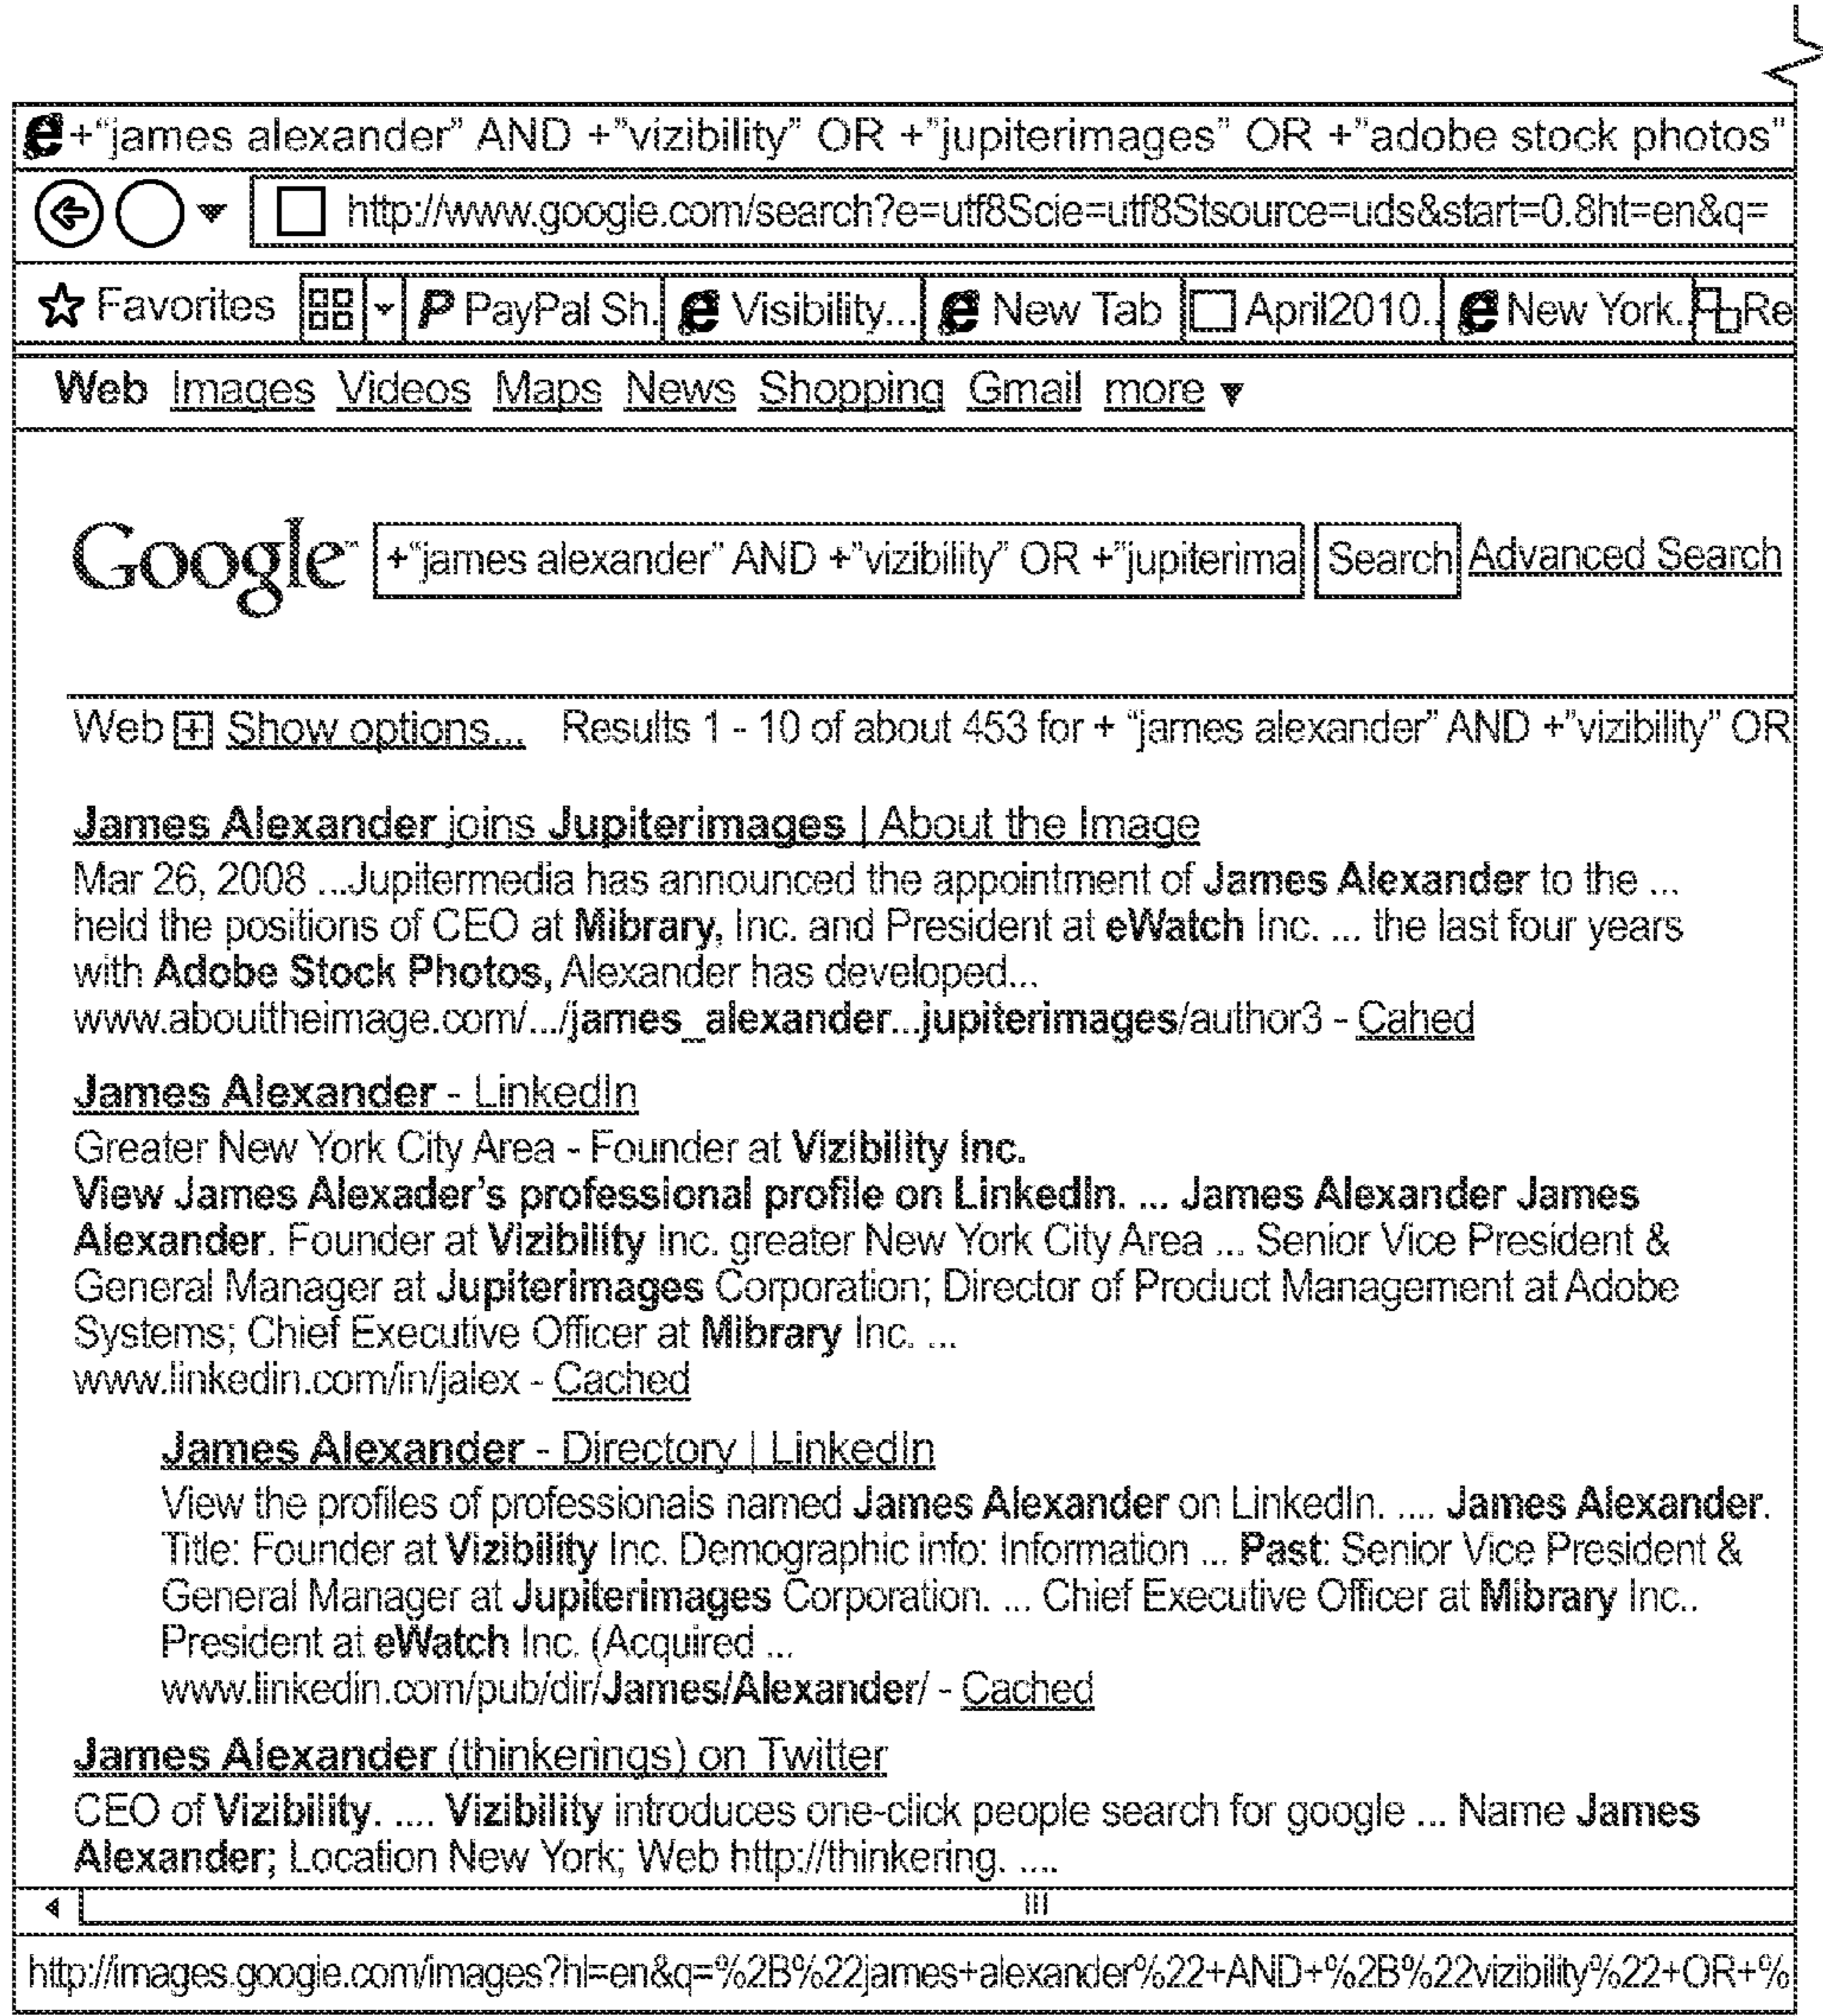 +“james alexander” AND +”vizibility” OR +”jupiterimages” OR +”adobe stock photos”
http://www.google.com/search?e=utf8Scie=utf8Stsource=uds&start=0.8ht=en&q=
Favorites PayPal Sh. Visibility... New Tab April2010.. New York.. Re
Web Images Videos Maps News Shopping Gmail more
Google™ +“james alexander” AND +”vizibility” OR +”jupiterima Search Advanced Search
Web Show options... Results 1 - 10 of about 453 for + “james alexander” AND +”vizibility” OR
James Alexander joins Jupiterimages | About the Image
Mar 26, 2008 ...Jupitermedia has announced the appointment of James Alexander to the ...
held the positions of CEO at Mibrary, Inc. and President at eWatch Inc. ... the last four years
with Adobe Stock Photos, Alexander has developed...
www.abouttheimage.com/.../james_alexander...jupiterimages/author3 - Cahed
James Alexander - LinkedIn
Greater New York City Area - Founder at Vizibility Inc.
View James Alexader’s professional profile on LinkedIn. ... James Alexander James
Alexander. Founder at Vizibility Inc. greater New York City Area ... Senior Vice President &
General Manager at Jupiterimages Corporation; Director of Product Management at Adobe
Systems; Chief Executive Officer at Mibrary Inc. ...
www.linkedin.com/in/jalex - Cached
James Alexander - Directory | LinkedIn
View the profiles of professionals named James Alexander on LinkedIn. .... James Alexander.
Title: Founder at Vizibility Inc. Demographic info: Information ... Past: Senior Vice President &
General Manager at Jupiterimages Corporation. ... Chief Executive Officer at Mibrary Inc..
President at eWatch Inc. (Acquired ...
www.linkedin.com/pub/dir/James/Alexander/ - Cached
James Alexander (thinkerings) on Twitter
CEO of Vizibility. .... Vizibility introduces one-click people search for google ... Name James
Alexander; Location New York; Web http://thinkering. ....
http://images.google.com/images?hl=en&q=%2B%22james+alexander%22+AND+%2B%22vizibility%22+OR+%